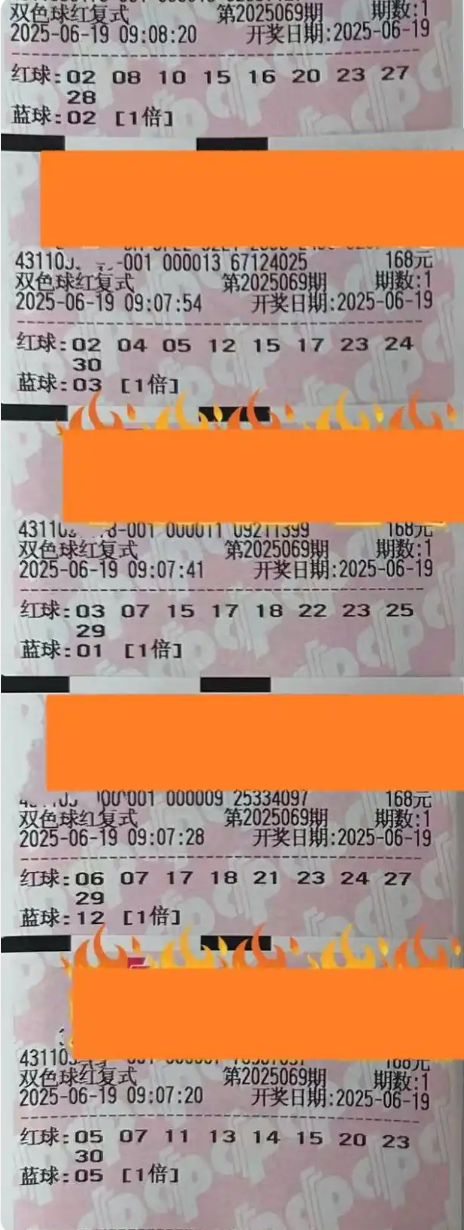 双色球红复式 第2025069期 期数:1
2025-06-19 09:08:20 开奖日期:2025-06-19
红球:02 08 10 15 16 20 23 27
28
蓝球:02 [1倍]
-001 000013 67124025 168元
双色球红复式 第2025069期 期数:1
2025-06-19 09:07:54 开奖日期:2025-06-19
红球:02 04 05 12 15 17 23 24
30
蓝球:03 [1倍]
-001 000011 09211399 168元
双色球红复式 第2025069期 期数:1
2025-06-19 09:07:41 开奖日期:2025-06-19
红球:03 07 15 17 18 22 23 25
29
蓝球:01 [1倍]
001 000009 25334097 168元
双色球红复式 第2025069期 期数:1
2025-06-19 09:07:28 开奖日期:2025-06-19
红球:06 07 17 18 21 23 24 27
29
蓝球:12 [1倍]
168元
双色球红复式 第2025069期 期数:1
2025-06-19 09:07:20 开奖日期:2025-06-19
红球:05 07 11 13 14 15 20 23
30
蓝球:05 [1倍]